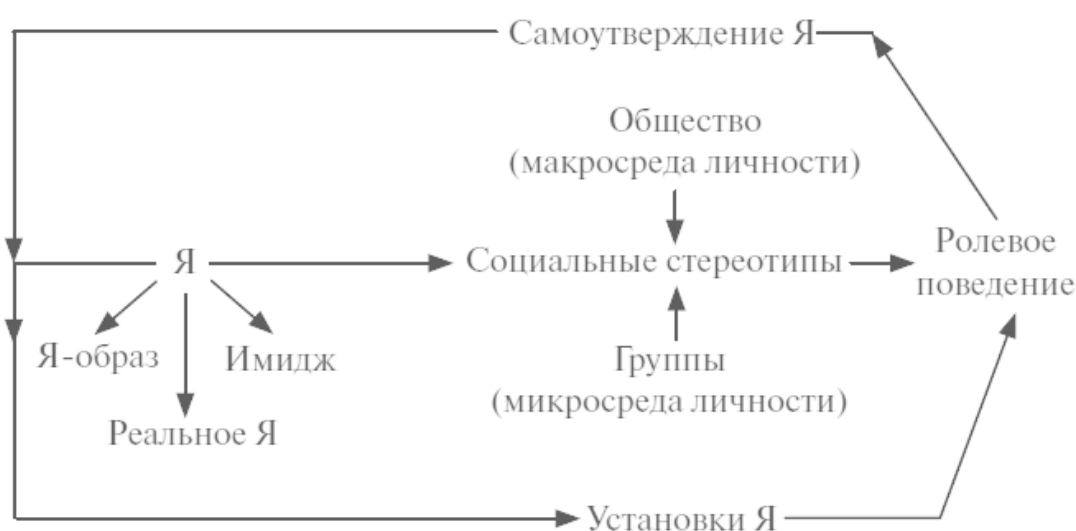 Самоутверждение Я
Общество
(макросреда личности)
Я
Социальные стереотипы
Ролевое
поведение
Я-образ
Имидж
Группы
(микросреда личности)
Реальное Я
Установки Я